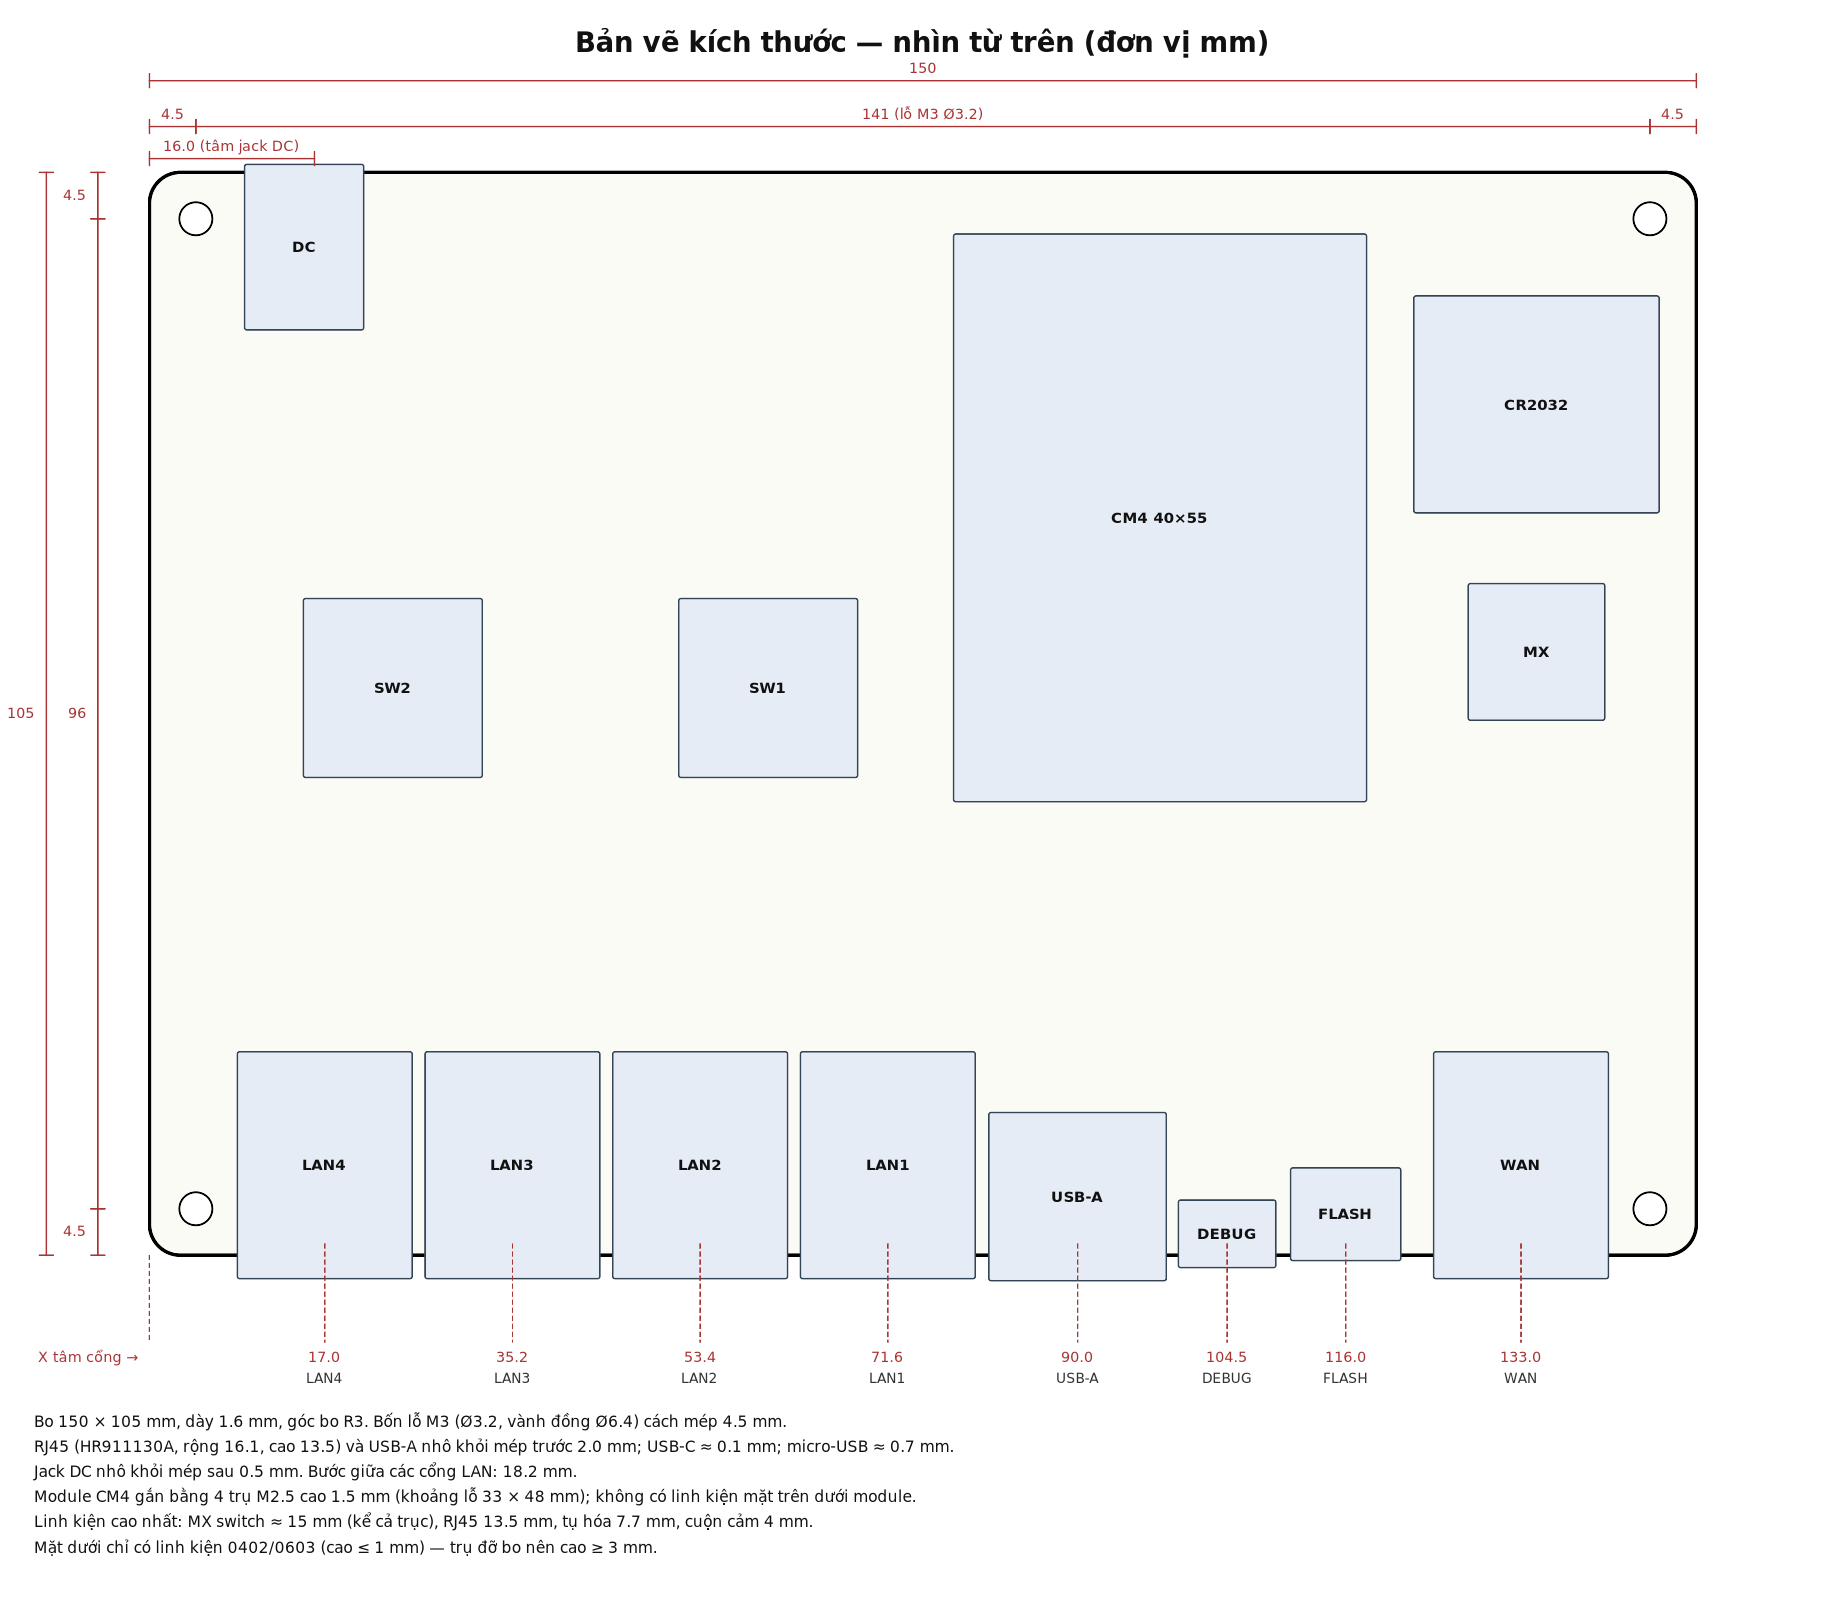 Bản vẽ kích thước — nhìn từ trên (đơn vị mm)
150
4.5
141 (lỗ M3 Ø3.2)
4.5
16.0 (tâm jack DC)
4.5
DC
CR2032
CM4 40×55
MX
SW2
SW1
105
96
LAN4
LAN3
LAN2
LAN1
USB-A
DEBUG
FLASH
WAN
4.5
X tâm cổng →
17.0
35.2
53.4
71.6
90.0
104.5
116.0
133.0
LAN4
LAN3
LAN2
LAN1
USB-A
DEBUG
FLASH
WAN
Bo 150 × 105 mm, dày 1.6 mm, góc bo R3. Bốn lỗ M3 (Ø3.2, vành đồng Ø6.4) cách mép 4.5 mm.
RJ45 (HR911130A, rộng 16.1, cao 13.5) và USB-A nhô khỏi mép trước 2.0 mm; USB-C ≈ 0.1 mm; micro-USB ≈ 0.7 mm.
Jack DC nhô khỏi mép sau 0.5 mm. Bước giữa các cổng LAN: 18.2 mm.
Module CM4 gắn bằng 4 trụ M2.5 cao 1.5 mm (khoảng lỗ 33 × 48 mm); không có linh kiện mặt trên dưới module.
Linh kiện cao nhất: MX switch ≈ 15 mm (kể cả trục), RJ45 13.5 mm, tụ hóa 7.7 mm, cuộn cảm 4 mm.
Mặt dưới chỉ có linh kiện 0402/0603 (cao ≤ 1 mm) — trụ đỡ bo nên cao ≥ 3 mm.